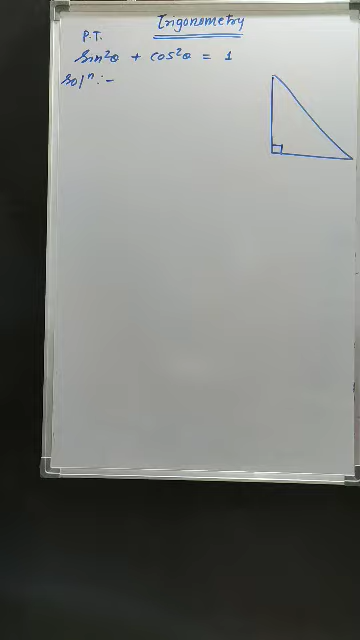 Trigonometry
P.T.
Sin²θ + cos²θ = 1
Solⁿ :-